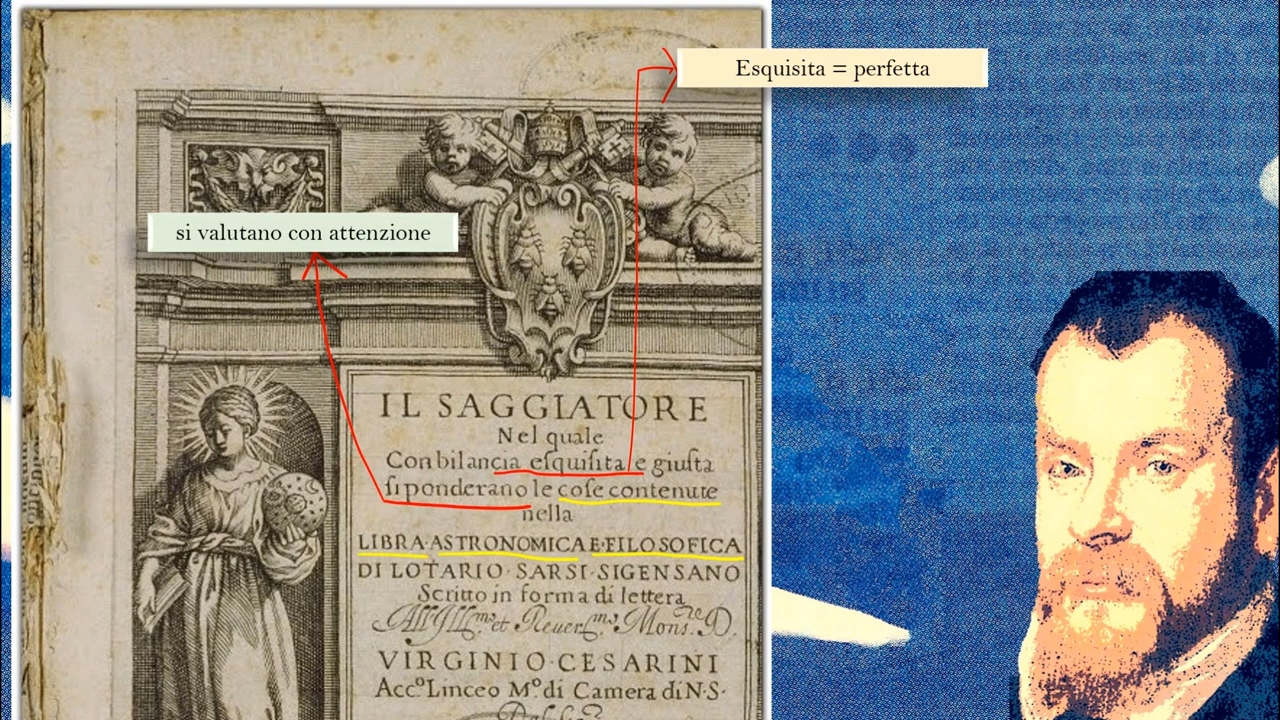 Esquisita = perfetta
si valutano con attenzione
IL SAGGIATORE
Nel quale
Con bilancia eſquiſita e giuſta
ſi ponderano le coſe contenute
nella
LIBRA ASTRONOMICA E FILOSOFICA
DI LOTARIO SARSI SIGENSANO
Scritto in forma di lettera
All'Ill.mo et Reuer.mo Mons.re D.
VIRGINIO CESARINI
Acc.o Linceo M.o di Camera di N.S.